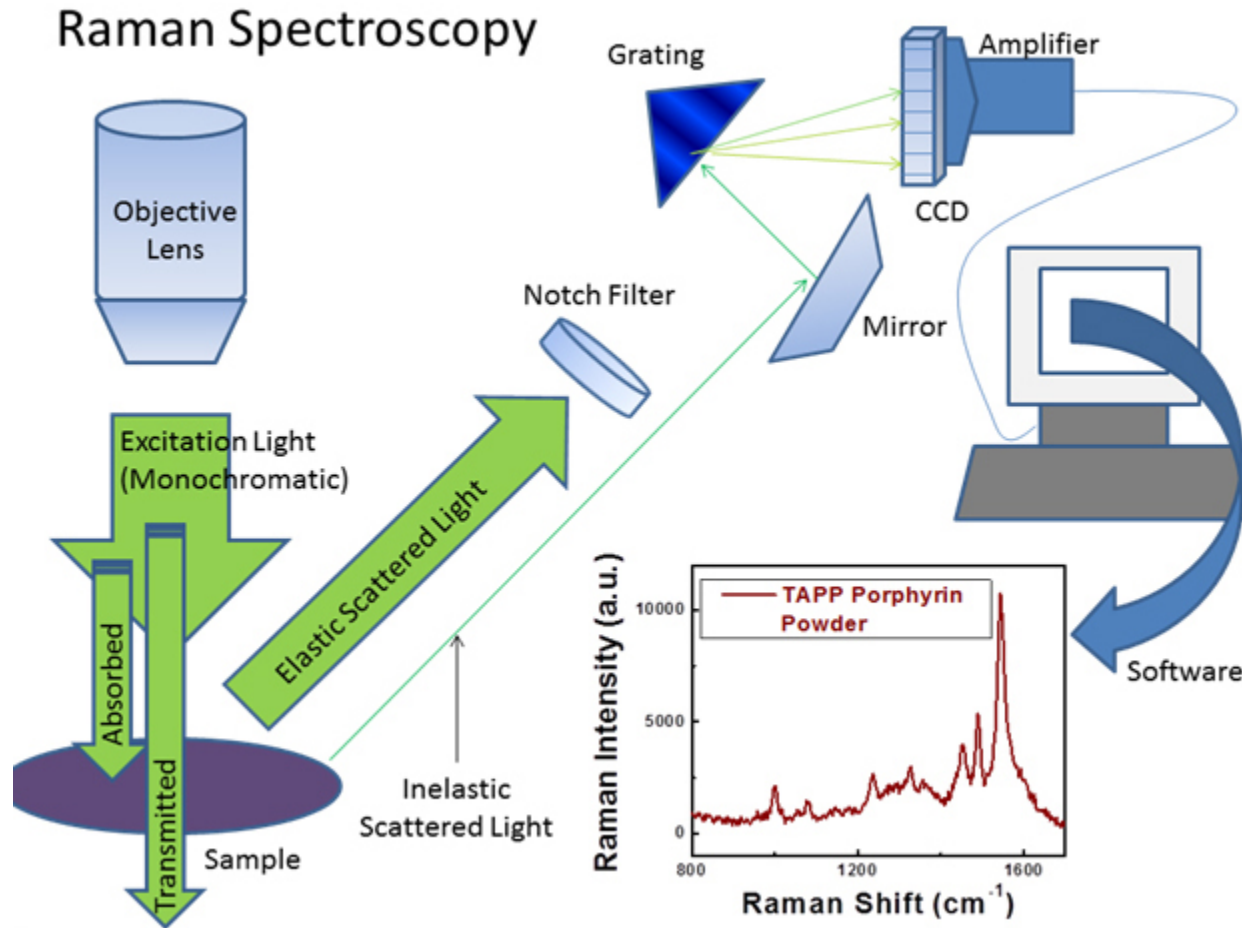 Raman Spectroscopy
Grating
Amplifier
Objective
Lens
CCD
Notch Filter
Mirror
Excitation Light
(Monochromatic)
Elastic Scattered Light
Absorbed
Transmitted
Sample
Inelastic
Scattered Light
Software
TAPP Porphyrin
Powder
Raman Intensity (a.u.)
10000
5000
0
800
1200
1600
Raman Shift (cm⁻¹)